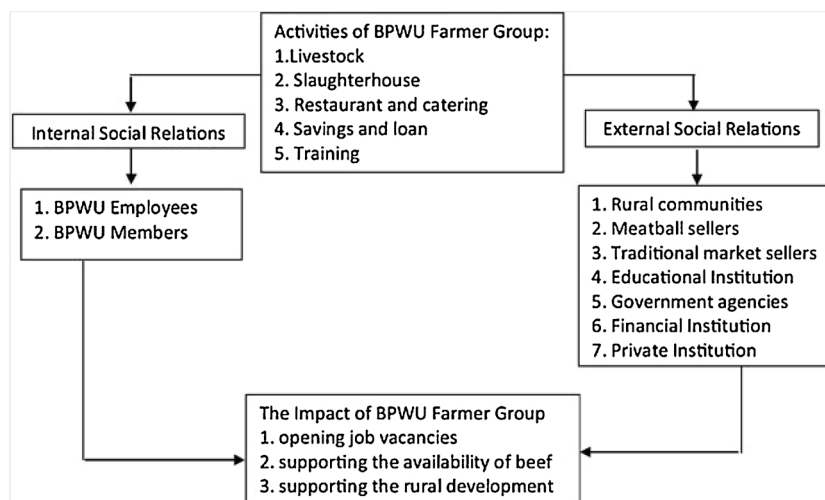 Activities of BPWU Farmer Group:
1.Livestock
2. Slaughterhouse
3. Restaurant and catering
4. Savings and loan
5. Training
Internal Social Relations
External Social Relations
1. BPWU Employees
2. BPWU Members
1. Rural communities
2. Meatball sellers
3. Traditional market sellers
4. Educational Institution
5. Government agencies
6. Financial Institution
7. Private Institution
The Impact of BPWU Farmer Group
1. opening job vacancies
2. supporting the availability of beef
3. supporting the rural development